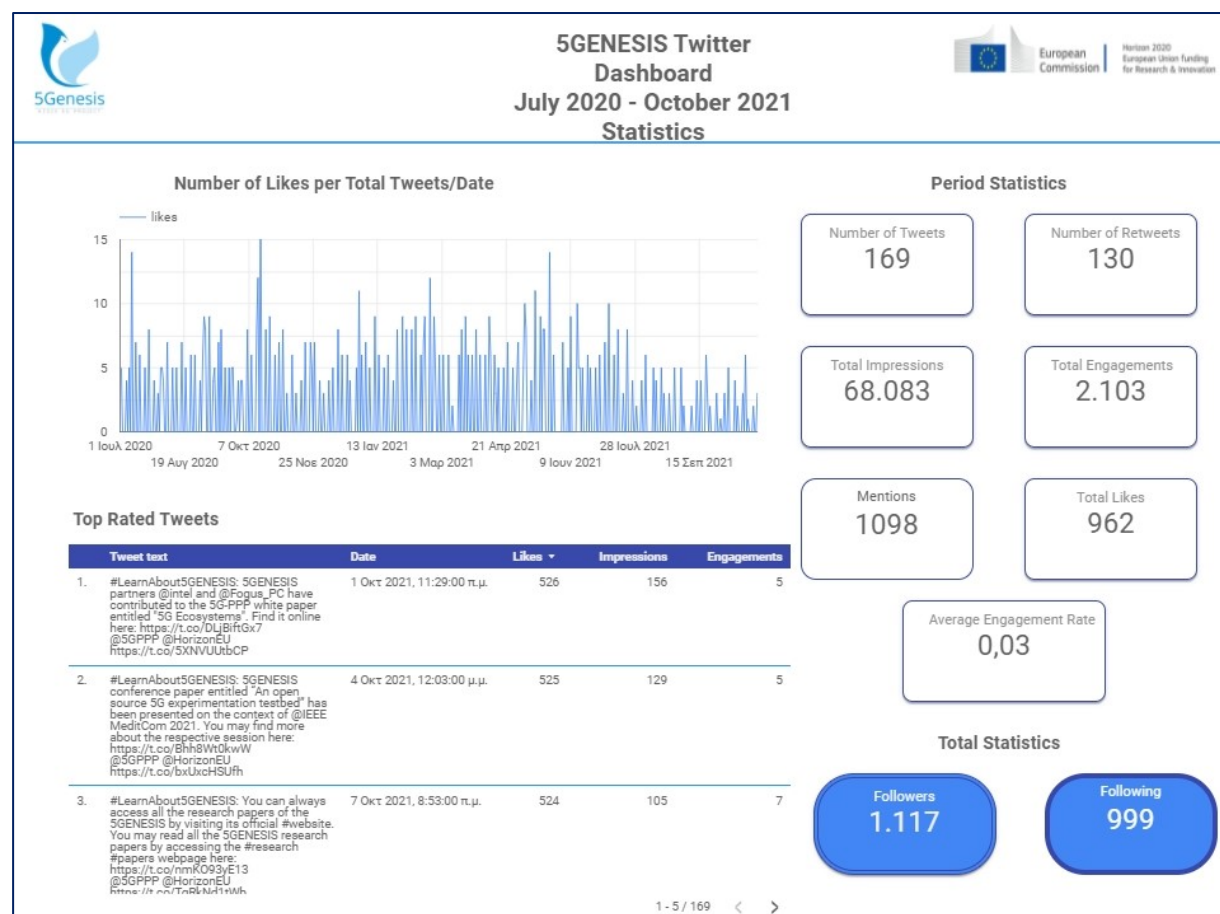 5Genesis
5GENESIS Twitter
Dashboard
July 2020 - October 2021
Statistics
European
Commission
Horizon 2020
European Union funding
for Research & Innovation
Number of Likes per Total Tweets/Date
likes
15
10
5
0
1 Ιουλ 2020
19 Αυγ 2020
7 Οκτ 2020
25 Νοε 2020
13 Ιαν 2021
3 Μαρ 2021
21 Απρ 2021
9 Ιουν 2021
28 Ιουλ 2021
15 Σεπ 2021
Period Statistics
Number of Tweets
169
Number of Retweets
130
Total Impressions
68.083
Total Engagements
2.103
Mentions
1098
Total Likes
962
Average Engagement Rate
0,03
Top Rated Tweets
Tweet text Date Likes Impressions Engagements
1. #LearnAbout5GENESIS: 5GENESIS 1 Οκτ 2021, 11:29:00 π.μ. 526 156 5
partners @intel and @Fogus_PC have
contributed to the 5G-PPP white paper
entitled "5G Ecosystems". Find it online
here: https://t.co/DLjBiftGx7
@5GPPP @HorizonEU
https://t.co/5XNVUUtbCP
2. #LearnAbout5GENESIS: 5GENESIS 4 Οκτ 2021, 12:03:00 μ.μ. 525 129 5
conference paper entitled "An open
source 5G experimentation testbed" has
been presented on the context of @IEEE
MeditCom 2021. You may find more
about the respective session here:
https://t.co/Bhh8Wt0kwW
@5GPPP @HorizonEU
https://t.co/bxUxcHSUfh
3. #LearnAbout5GENESIS: You can always 7 Οκτ 2021, 8:53:00 π.μ. 524 105 7
access all the research papers of the
5GENESIS by visiting its official #website.
You may read all the 5GENESIS research
papers by accessing the #research
#papers webpage here:
https://t.co/nmKO93yE13
@5GPPP @HorizonEU
1 - 5 / 169
Total Statistics
Followers
1.117
Following
999